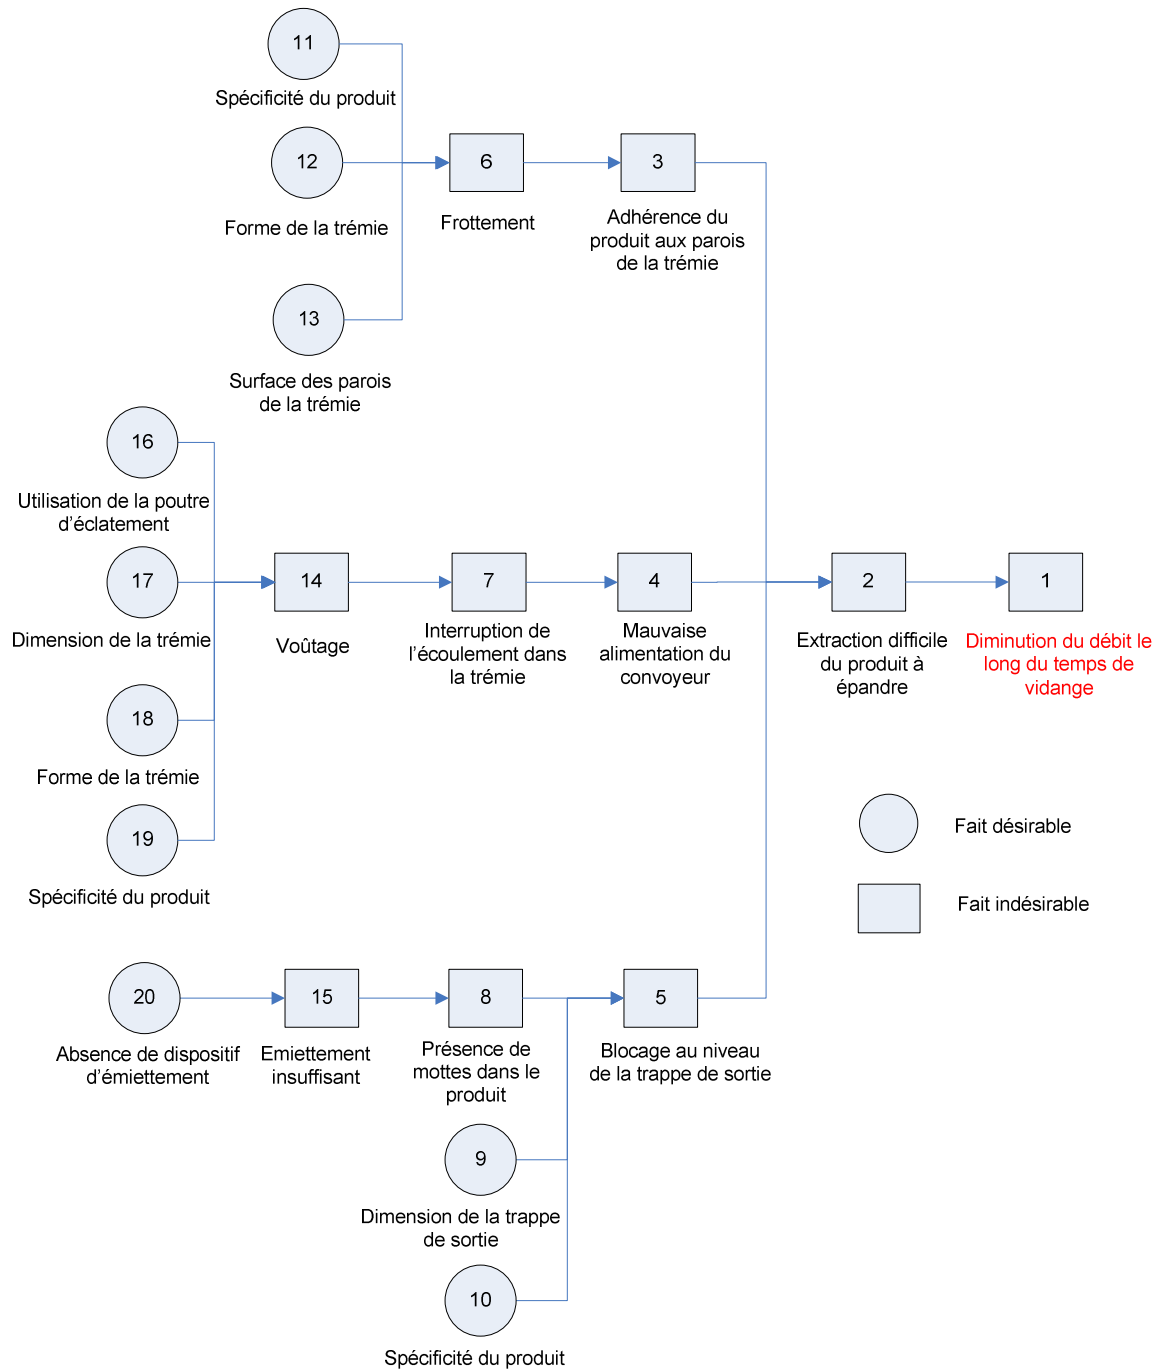 11
Spécificité du produit
12
6
3
Forme de la trémie
Frottement
Adhérence du
produit aux parois
de la trémie
13
Surface des parois
de la trémie
16
Utilisation de la poutre
d'éclatement
17
14
7
4
2
1
Dimension de la trémie
Voûtage
Interruption de
l'écoulement dans
la trémie
Mauvaise
alimentation du
convoyeur
Extraction difficile
du produit à
épandre
Diminution du débit le
long du temps de
vidange
18
Forme de la trémie
19
Spécificité du produit
Fait désirable
Fait indésirable
20
15
8
5
Absence de dispositif
d'émiettement
Emiettement
insuffisant
Présence de
mottes dans le
produit
Blocage au niveau
de la trappe de sortie
9
Dimension de la trappe
de sortie
10
Spécificité du produit